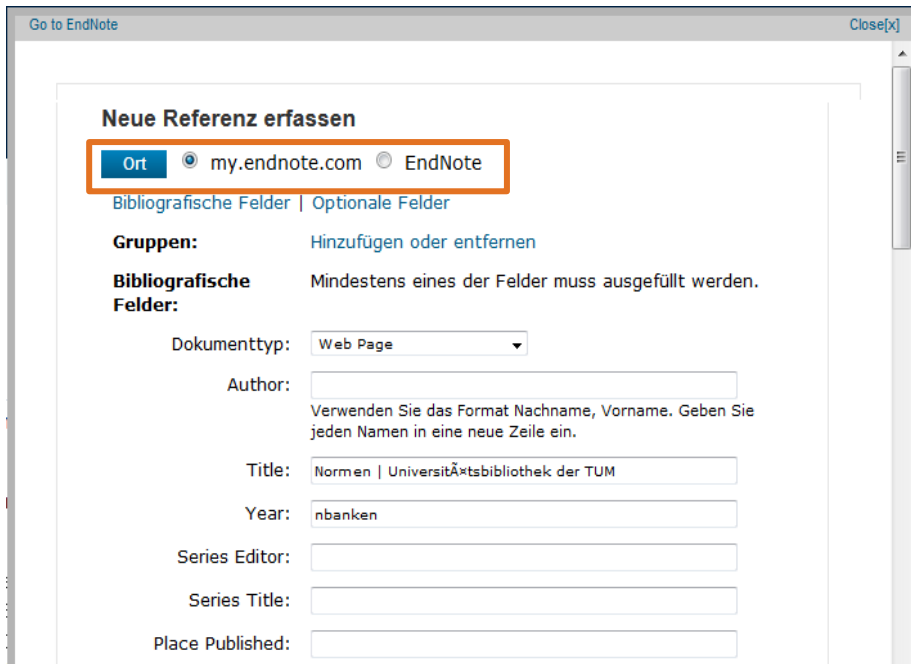 Go to EndNote Close[x]
Neue Referenz erfassen
Ort my.endnote.com EndNote
Bibliografische Felder | Optionale Felder
Gruppen: Hinzufügen oder entfernen
Bibliografische Felder: Mindestens eines der Felder muss ausgefüllt werden.
Dokumenttyp: Web Page
Author:
Verwenden Sie das Format Nachname, Vorname. Geben Sie
jeden Namen in eine neue Zeile ein.
Title: Normen | UniversitÃ¤tsbibliothek der TUM
Year: nbanken
Series Editor:
Series Title:
Place Published: